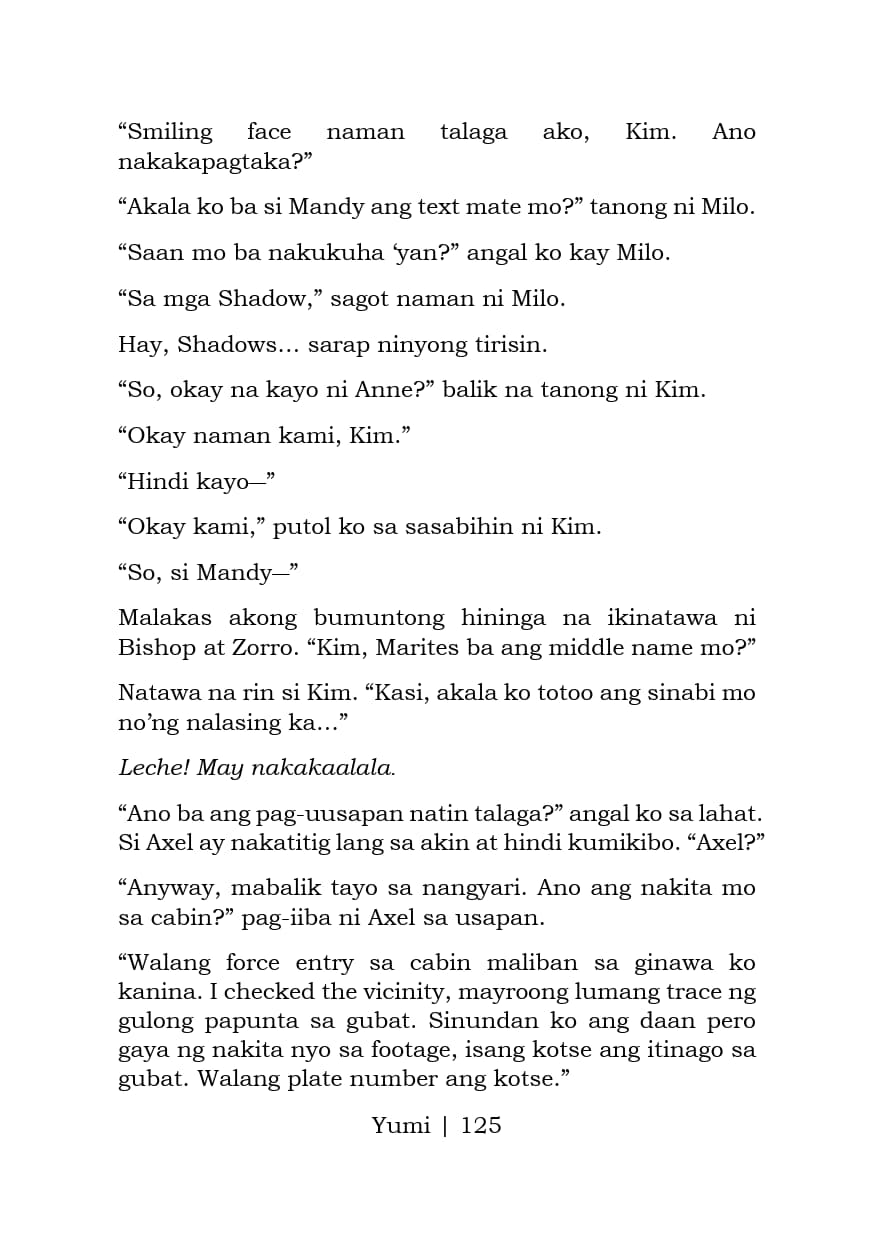 “Smiling face naman talaga ako, Kim. Ano
nakakapagtaka?”
“Akala ko ba si Mandy ang text mate mo?” tanong ni Milo.
“Saan mo ba nakukuha ‘yan?” angal ko kay Milo.
“Sa mga Shadow,” sagot naman ni Milo.
Hay, Shadows… sarap ninyong tirisin.
“So, okay na kayo ni Anne?” balik na tanong ni Kim.
“Okay naman kami, Kim.”
“Hindi kayo—”
“Okay kami,” putol ko sa sasabihin ni Kim.
“So, si Mandy—”
Malakas akong bumuntong hininga na ikinatawa ni
Bishop at Zorro. “Kim, Marites ba ang middle name mo?”
Natawa na rin si Kim. “Kasi, akala ko totoo ang sinabi mo
no’ng nalasing ka…”
Leche! May nakakaalala.
“Ano ba ang pag-uusapan natin talaga?” angal ko sa lahat.
Si Axel ay nakatitig lang sa akin at hindi kumikibo. “Axel?”
“Anyway, mabalik tayo sa nangyari. Ano ang nakita mo
sa cabin?” pag-iiba ni Axel sa usapan.
“Walang force entry sa cabin maliban sa ginawa ko
kanina. I checked the vicinity, mayroong lumang trace ng
gulong papunta sa gubat. Sinundan ko ang daan pero
gaya ng nakita nyo sa footage, isang kotse ang itinago sa
gubat. Walang plate number ang kotse.”
Yumi | 125